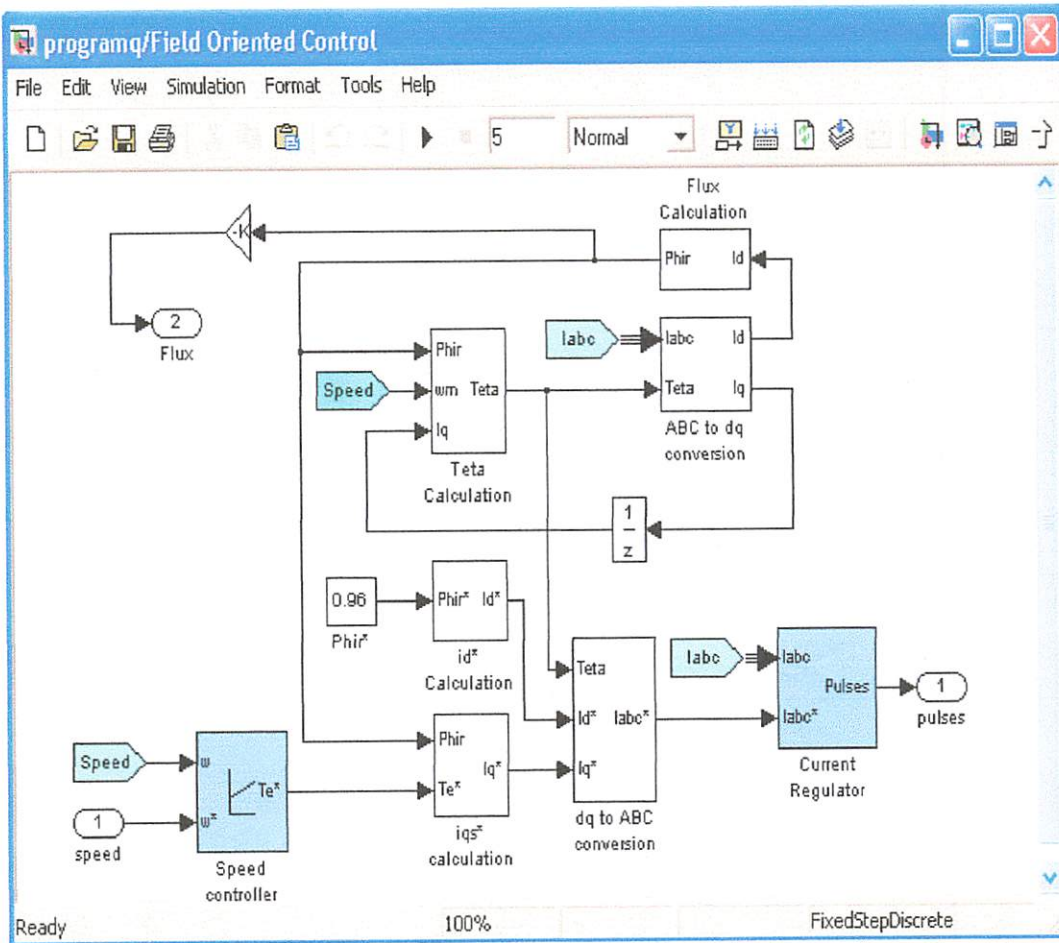 programq/Field Oriented Control
File Edit View Simulation Format Tools Help
5 Normal
Flux
Calculation
-K
Phir Id
2
Flux
Iabc
Iabc Id
Teta Iq
ABC to dq
conversion
Speed
Phir
wm Teta
Iq
Teta
Calculation
1
z
0.96
Phir*
Phir* Id*
id*
Calculation
Teta
Id* Iabc*
Iq*
dq to ABC
conversion
Iabc
Iabc
Pulses
Iabc*
Current
Regulator
1
pulses
Speed
1
speed
w
Te*
w*
Speed
controller
Phir
Iq*
Te*
iqs*
calculation
Ready 100% FixedStepDiscrete